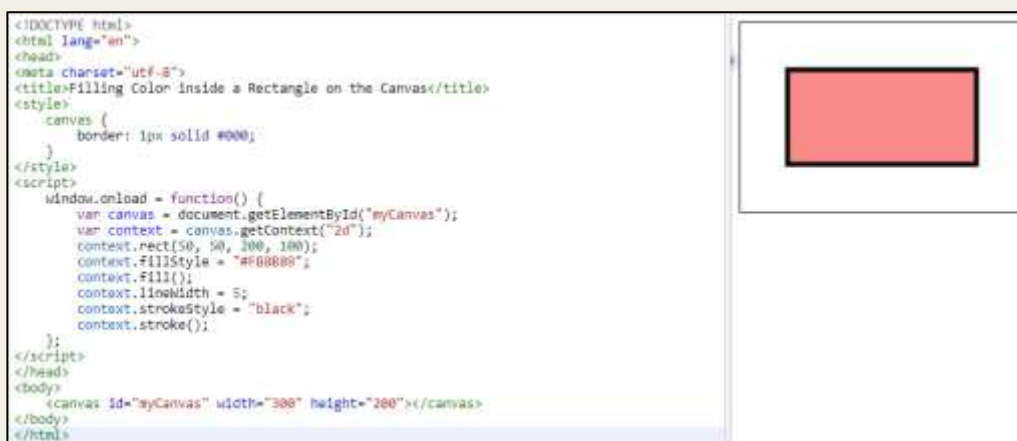 <!DOCTYPE html>
<html lang="en">
<head>
<meta charset="utf-8">
<title>Filling Color inside a Rectangle on the Canvas</title>
<style>
    canvas {
        border: 1px solid #000;
    }
</style>
<script>
    window.onload = function() {
        var canvas = document.getElementById("myCanvas");
        var context = canvas.getContext("2d");
        context.rect(50, 50, 200, 100);
        context.fillStyle = "#FB8B89";
        context.fill();
        context.lineWidth = 5;
        context.strokeStyle = "black";
        context.stroke();
    };
</script>
</head>
<body>
    <canvas id="myCanvas" width="300" height="200"></canvas>
</body>
</html>